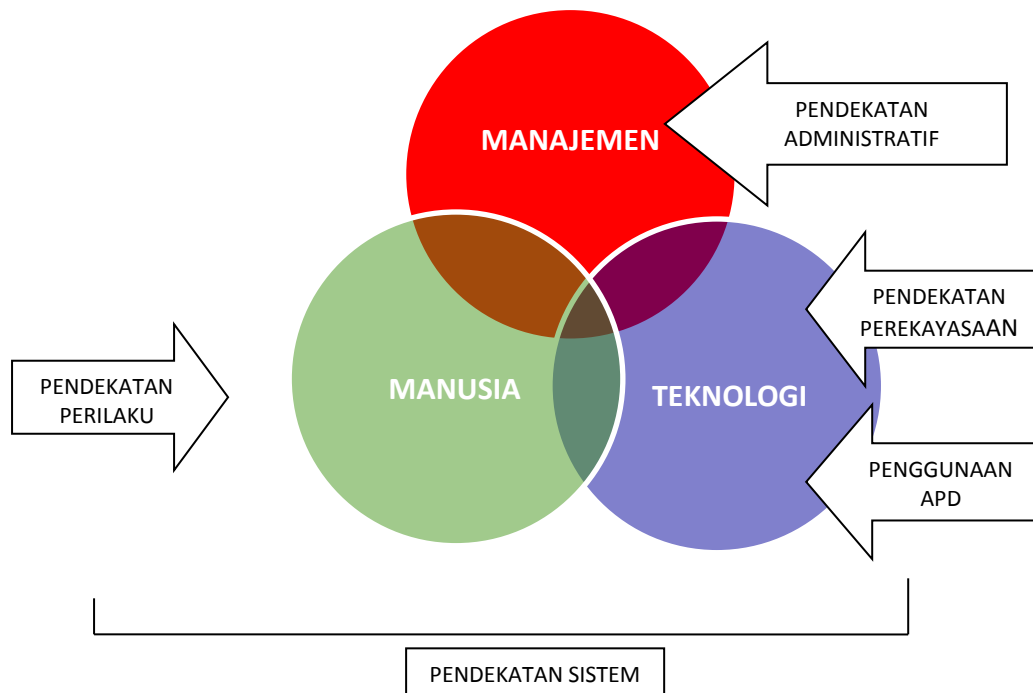 MANAJEMEN
PENDEKATAN
ADMINISTRATIF
PENDEKATAN
PEREKAYASAAN
PENDEKATAN
PERILAKU
MANUSIA
TEKNOLOGI
PENGGUNAAN
APD
PENDEKATAN SISTEM